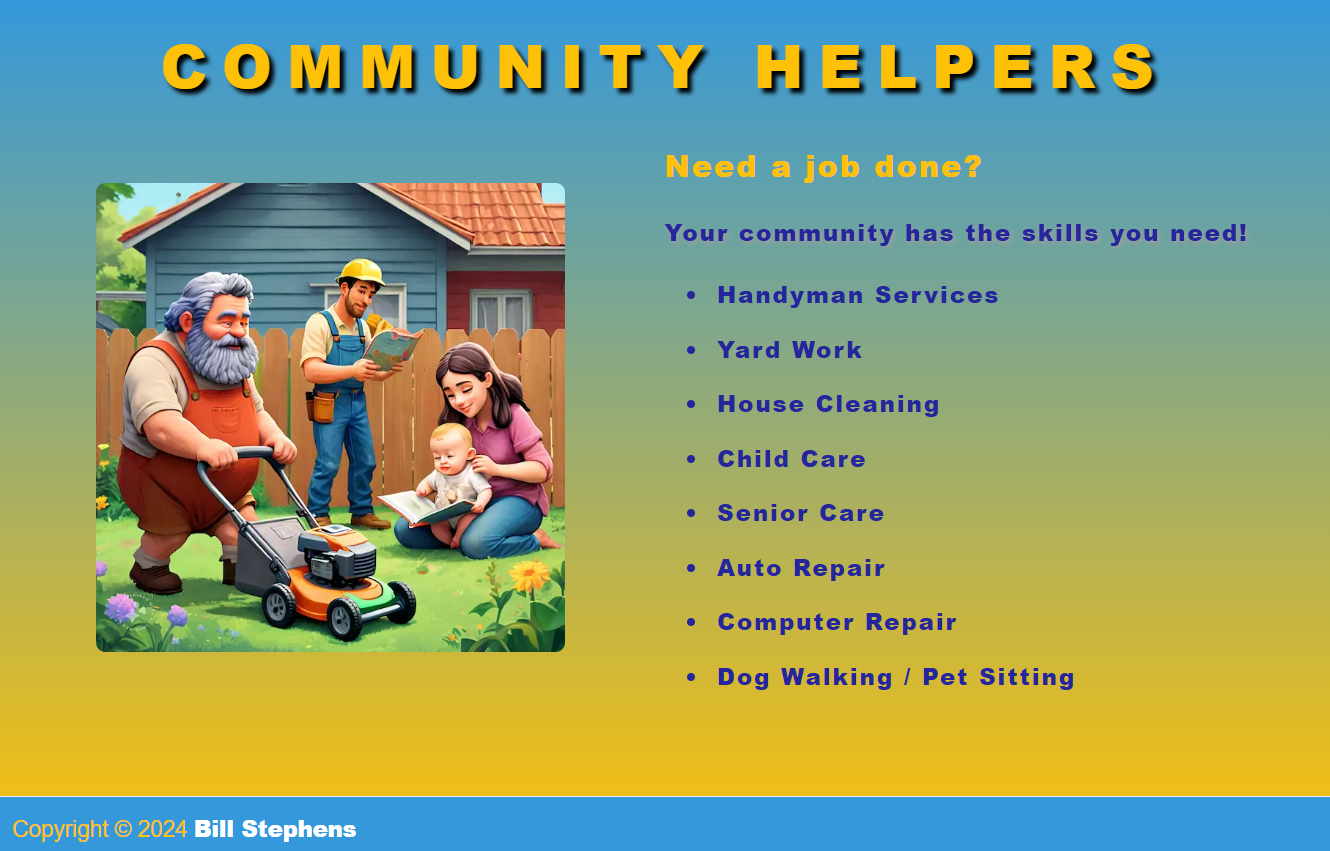 COMMUNITY HELPERS
Need a job done?
Your community has the skills you need!
• Handyman Services
• Yard Work
• House Cleaning
• Child Care
• Senior Care
• Auto Repair
• Computer Repair
• Dog Walking / Pet Sitting
Copyright © 2024 Bill Stephens